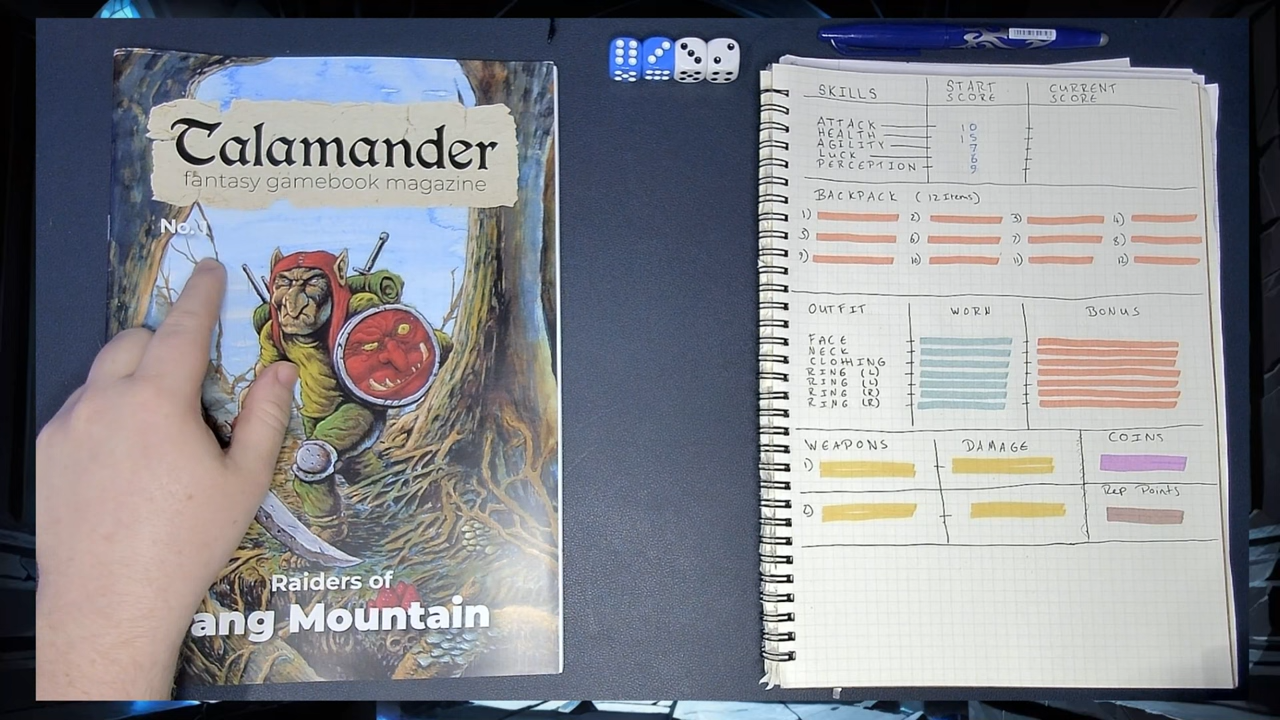 Talamander
fantasy gamebook magazine
No. 1
Raiders of
ang Mountain
SKILLS START SCORE CURRENT SCORE
ATTACK 10
HEALTH 15
AGILITY 7
LUCK 6
PERCEPTION 9
BACKPACK (12 Items)
1) 2) 3) 4)
5) 6) 7) 8)
9) 10) 11) 12)
OUTFIT WORN BONUS
FACE
NECK
CLOTHING
RING (L)
RING (L)
RING (R)
RING (R)
WEAPONS DAMAGE COINS
1)
Rep Points
2)